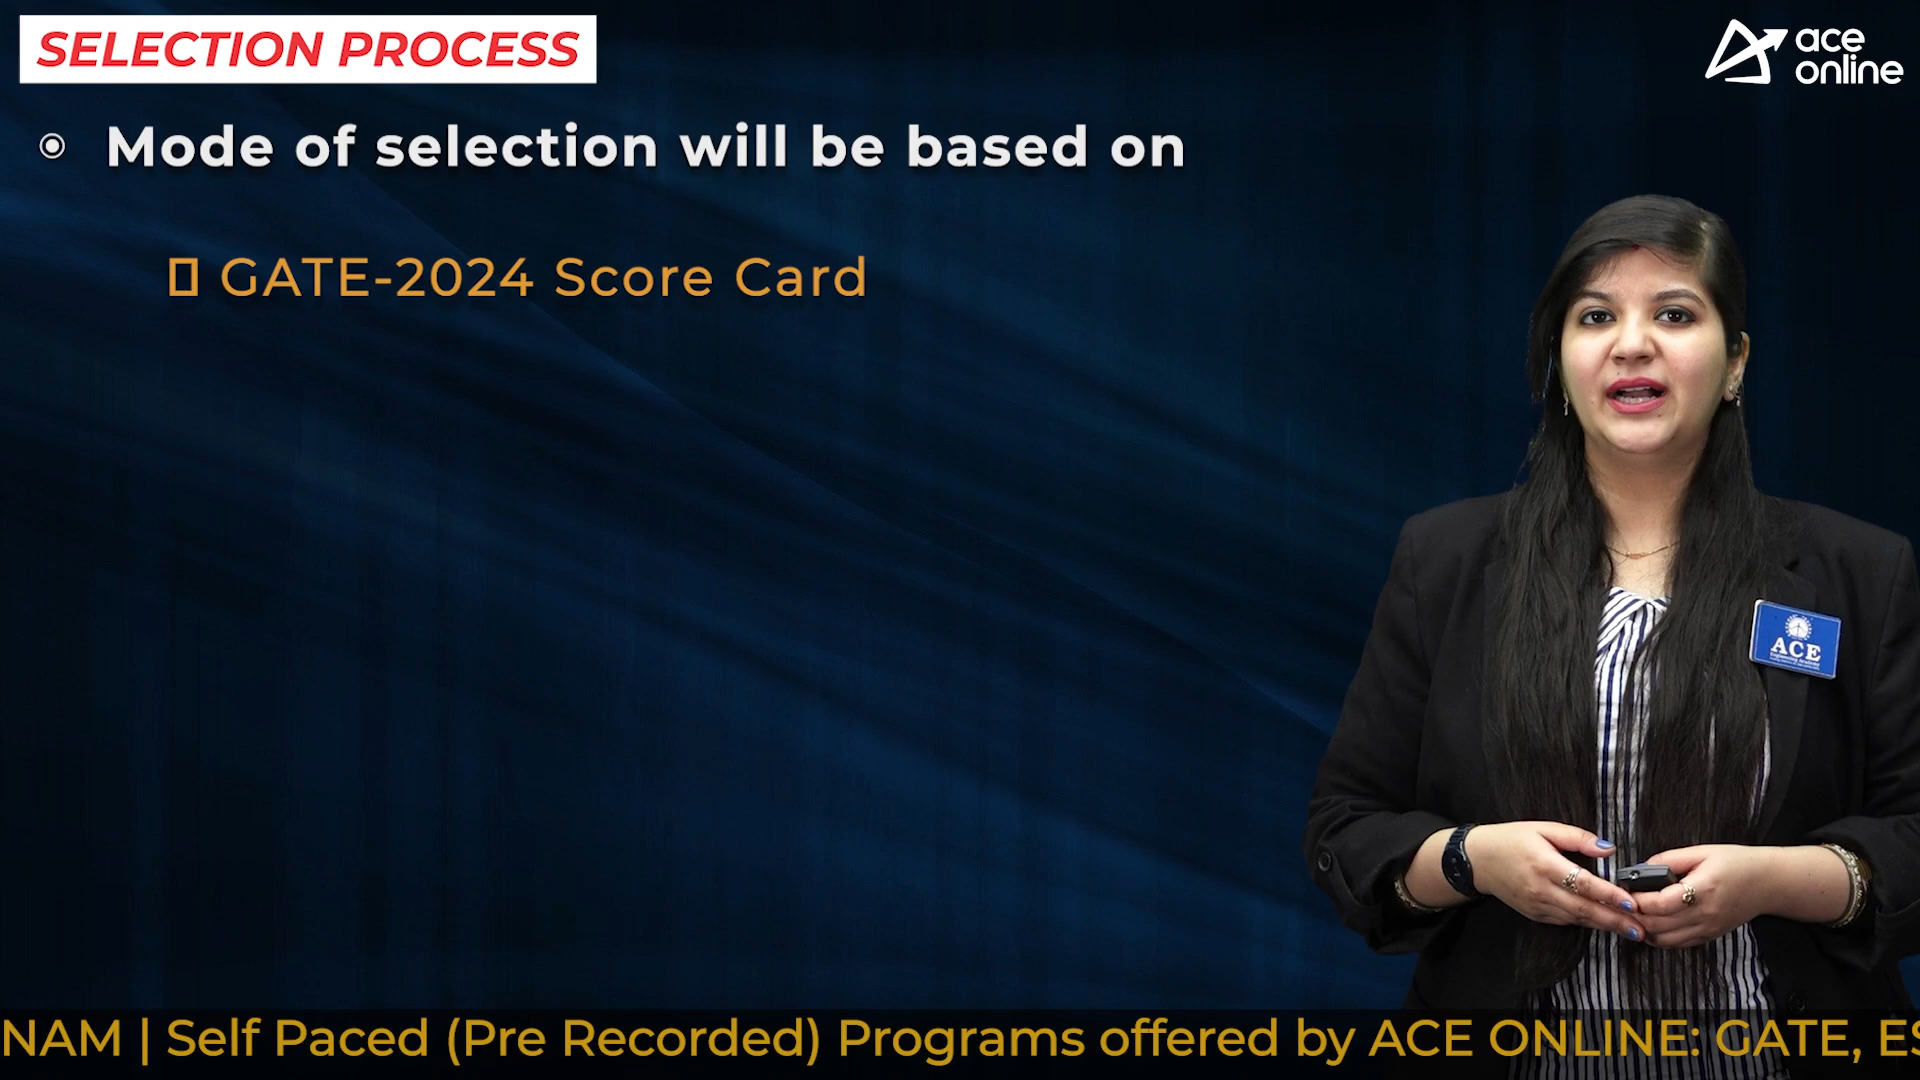 SELECTION PROCESS
ace
online
Mode of selection will be based on
GATE-2024 Score Card
ACE
NAM | Self Paced (Pre Recorded) Programs offered by ACE ONLINE: GATE, ES